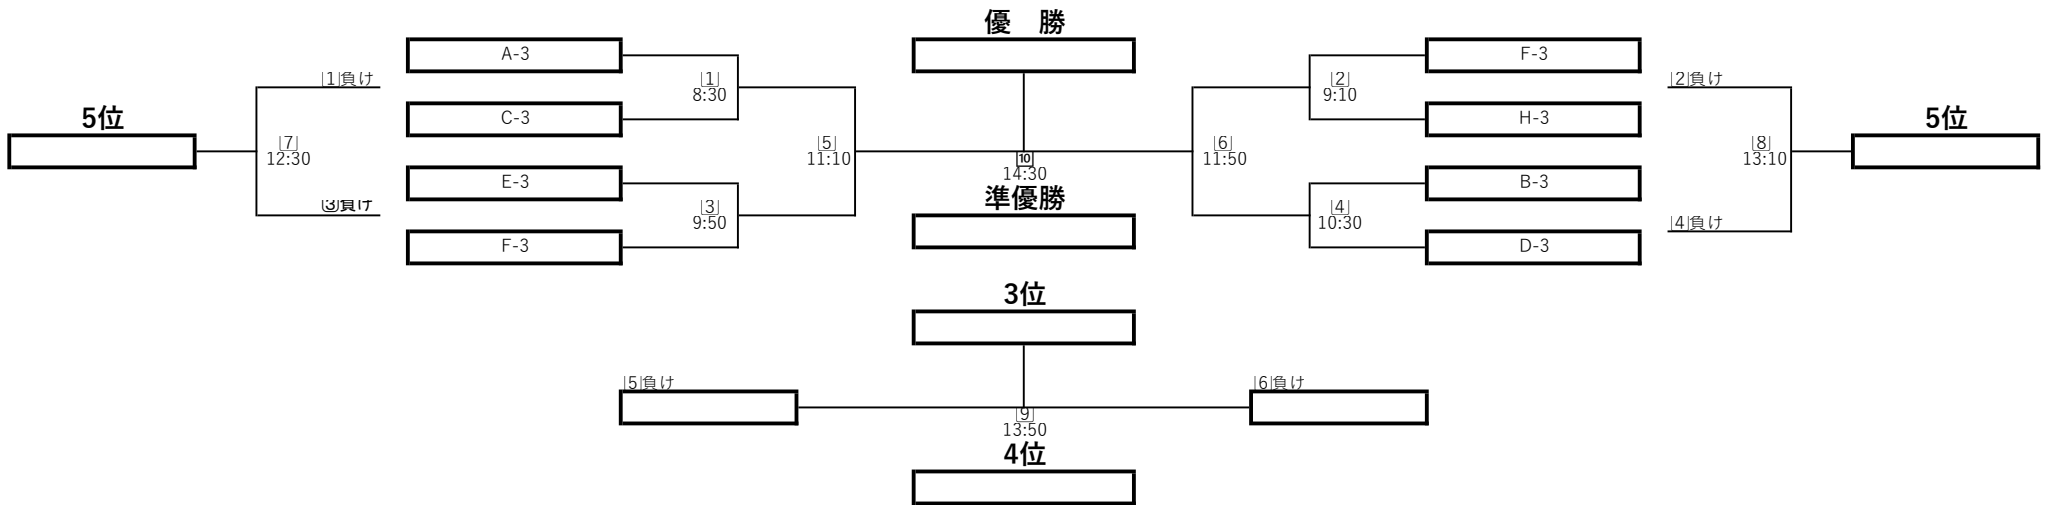 優　勝
A-3
F-3
[1]負け
[1]
8:30
[2]
9:10
[2]負け
5位
C-3
H-3
5位
[7]
12:30
[5]
11:10
10
14:30
[6]
11:50
[8]
13:10
E-3
B-3
準優勝
[3]負け
[3]
9:50
[4]
10:30
[4]負け
F-3
D-3
3位
[5]負け
[6]負け
[9]
13:50
4位